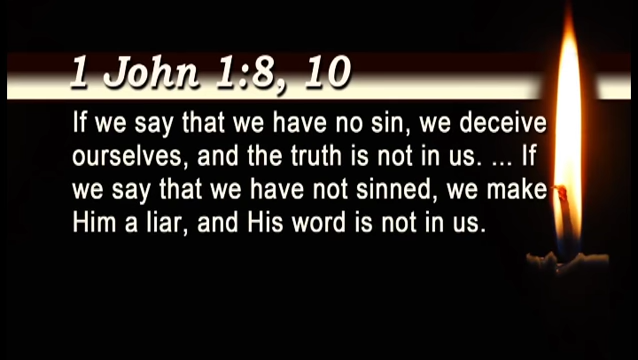 1 John 1:8, 10
If we say that we have no sin, we deceive
ourselves, and the truth is not in us. ... If
we say that we have not sinned, we make
Him a liar, and His word is not in us.